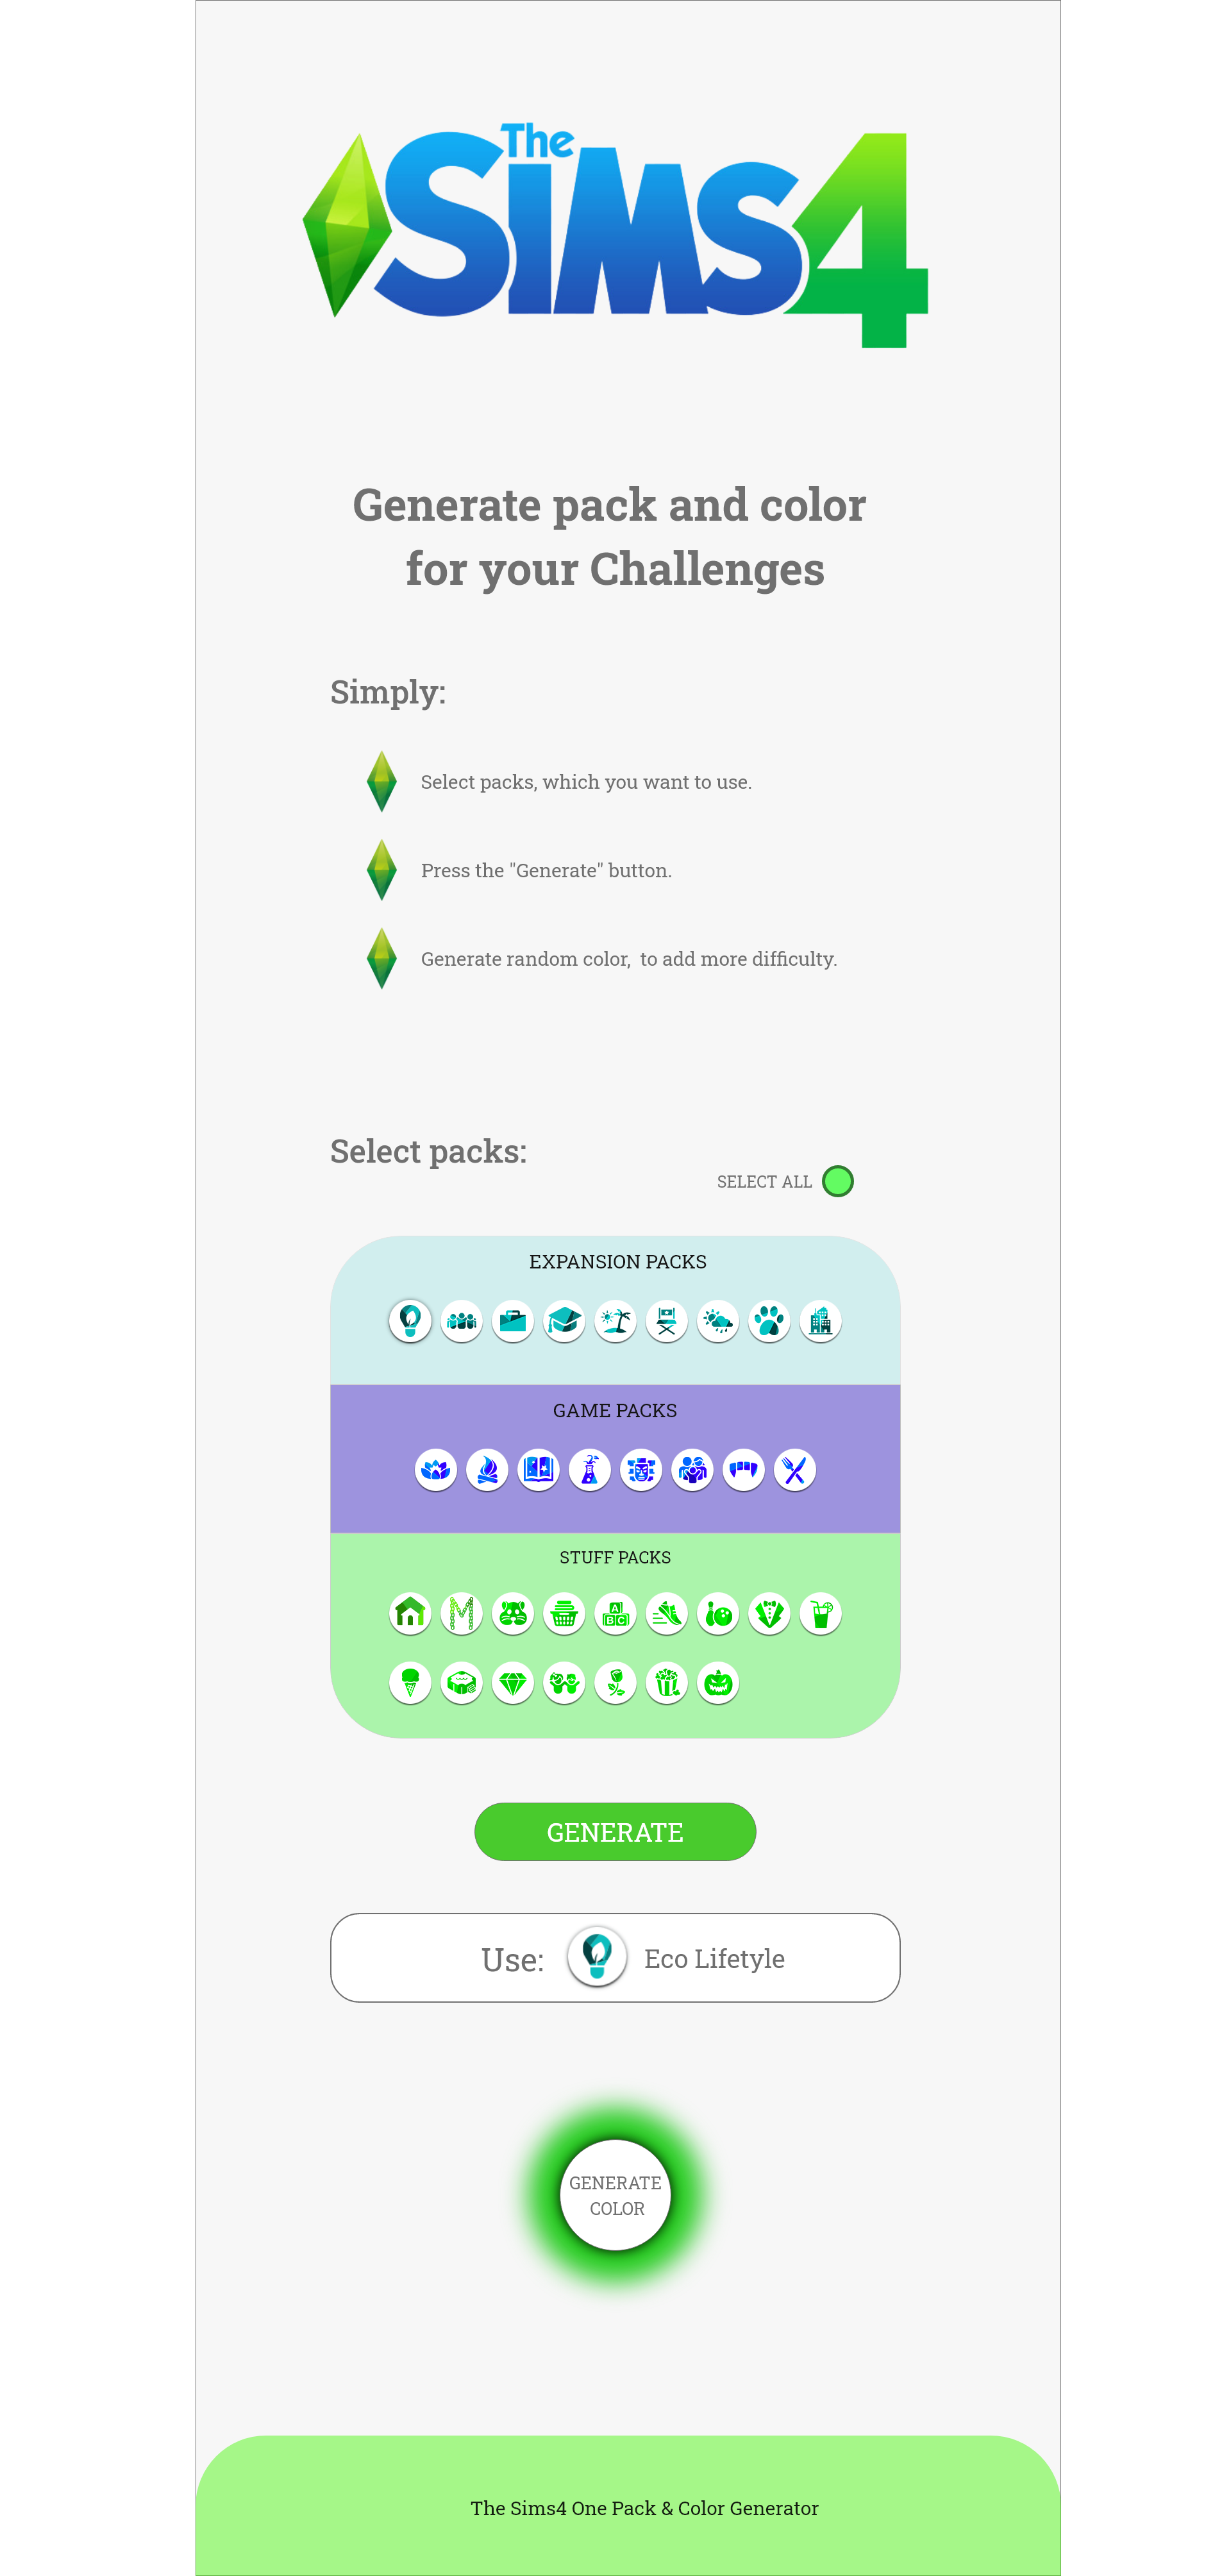 The Sims 4
Generate pack and color
for your Challenges
Simply:
Select packs, which you want to use.
Press the "Generate" button.
Generate random color,  to add more difficulty.
Select packs:
SELECT ALL
EXPANSION PACKS
GAME PACKS
STUFF PACKS
A
B C
GENERATE
Use: Eco Lifetyle
GENERATE
COLOR
The Sims4 One Pack & Color Generator